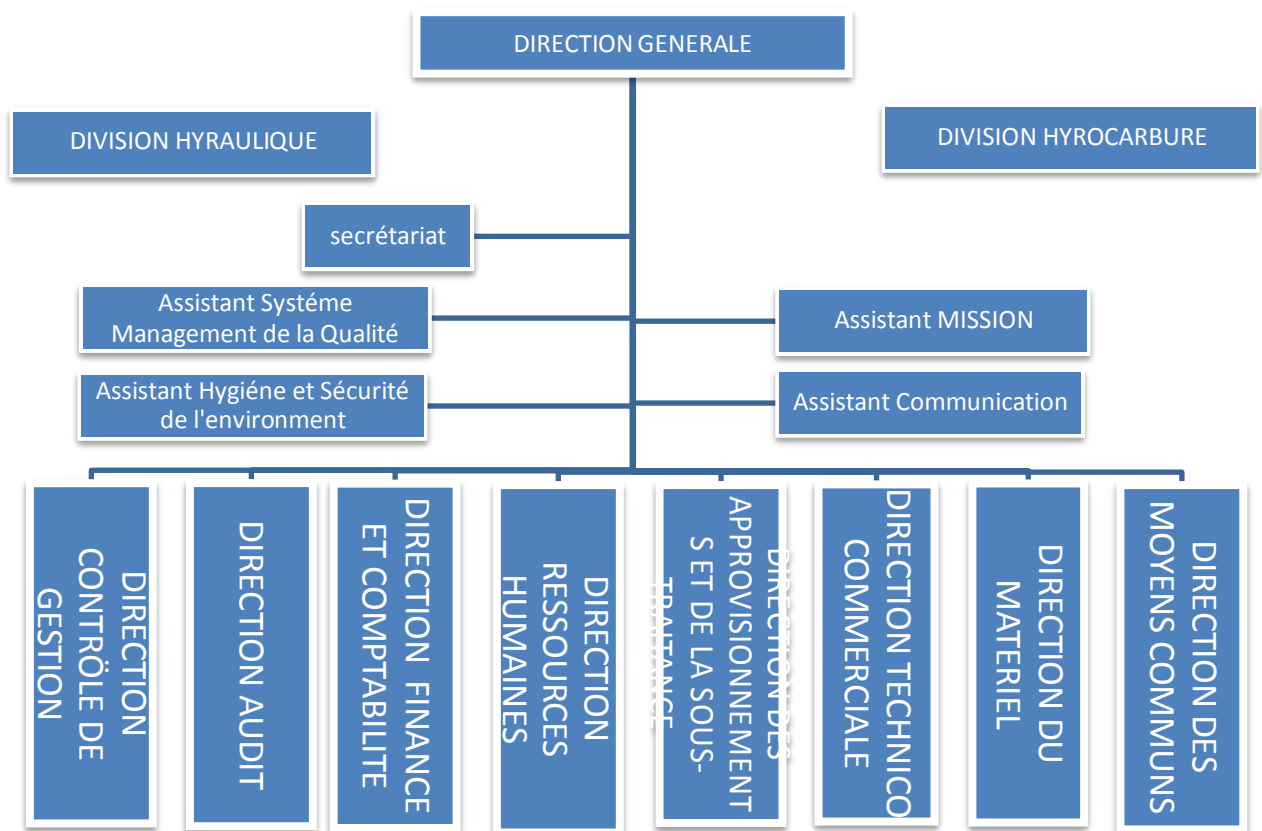 DIRECTION GENERALE
DIVISION HYRAULIQUE
DIVISION HYROCARBURE
secrétariat
Assistant Systéme
Management de la Qualité
Assistant MISSION
Assistant Hygiéne et Sécurité
de l'environment
Assistant Communication
DIRECTION
CONTRÖLE DE
GESTION
DIRECTION AUDIT
DIRECTION FINANCE
ET COMPTABILITE
DIRECTION
RESSOURCES
HUMAINES
DIRECTION DES
APPROVISIONNEMENT
S ET DE LA SOUS-
TRAITANCE
DIRECTION TECHNICO
COMMERCIALE
DIRECTION DU
MATERIEL
DIRECTION DES
MOYENS COMMUNS